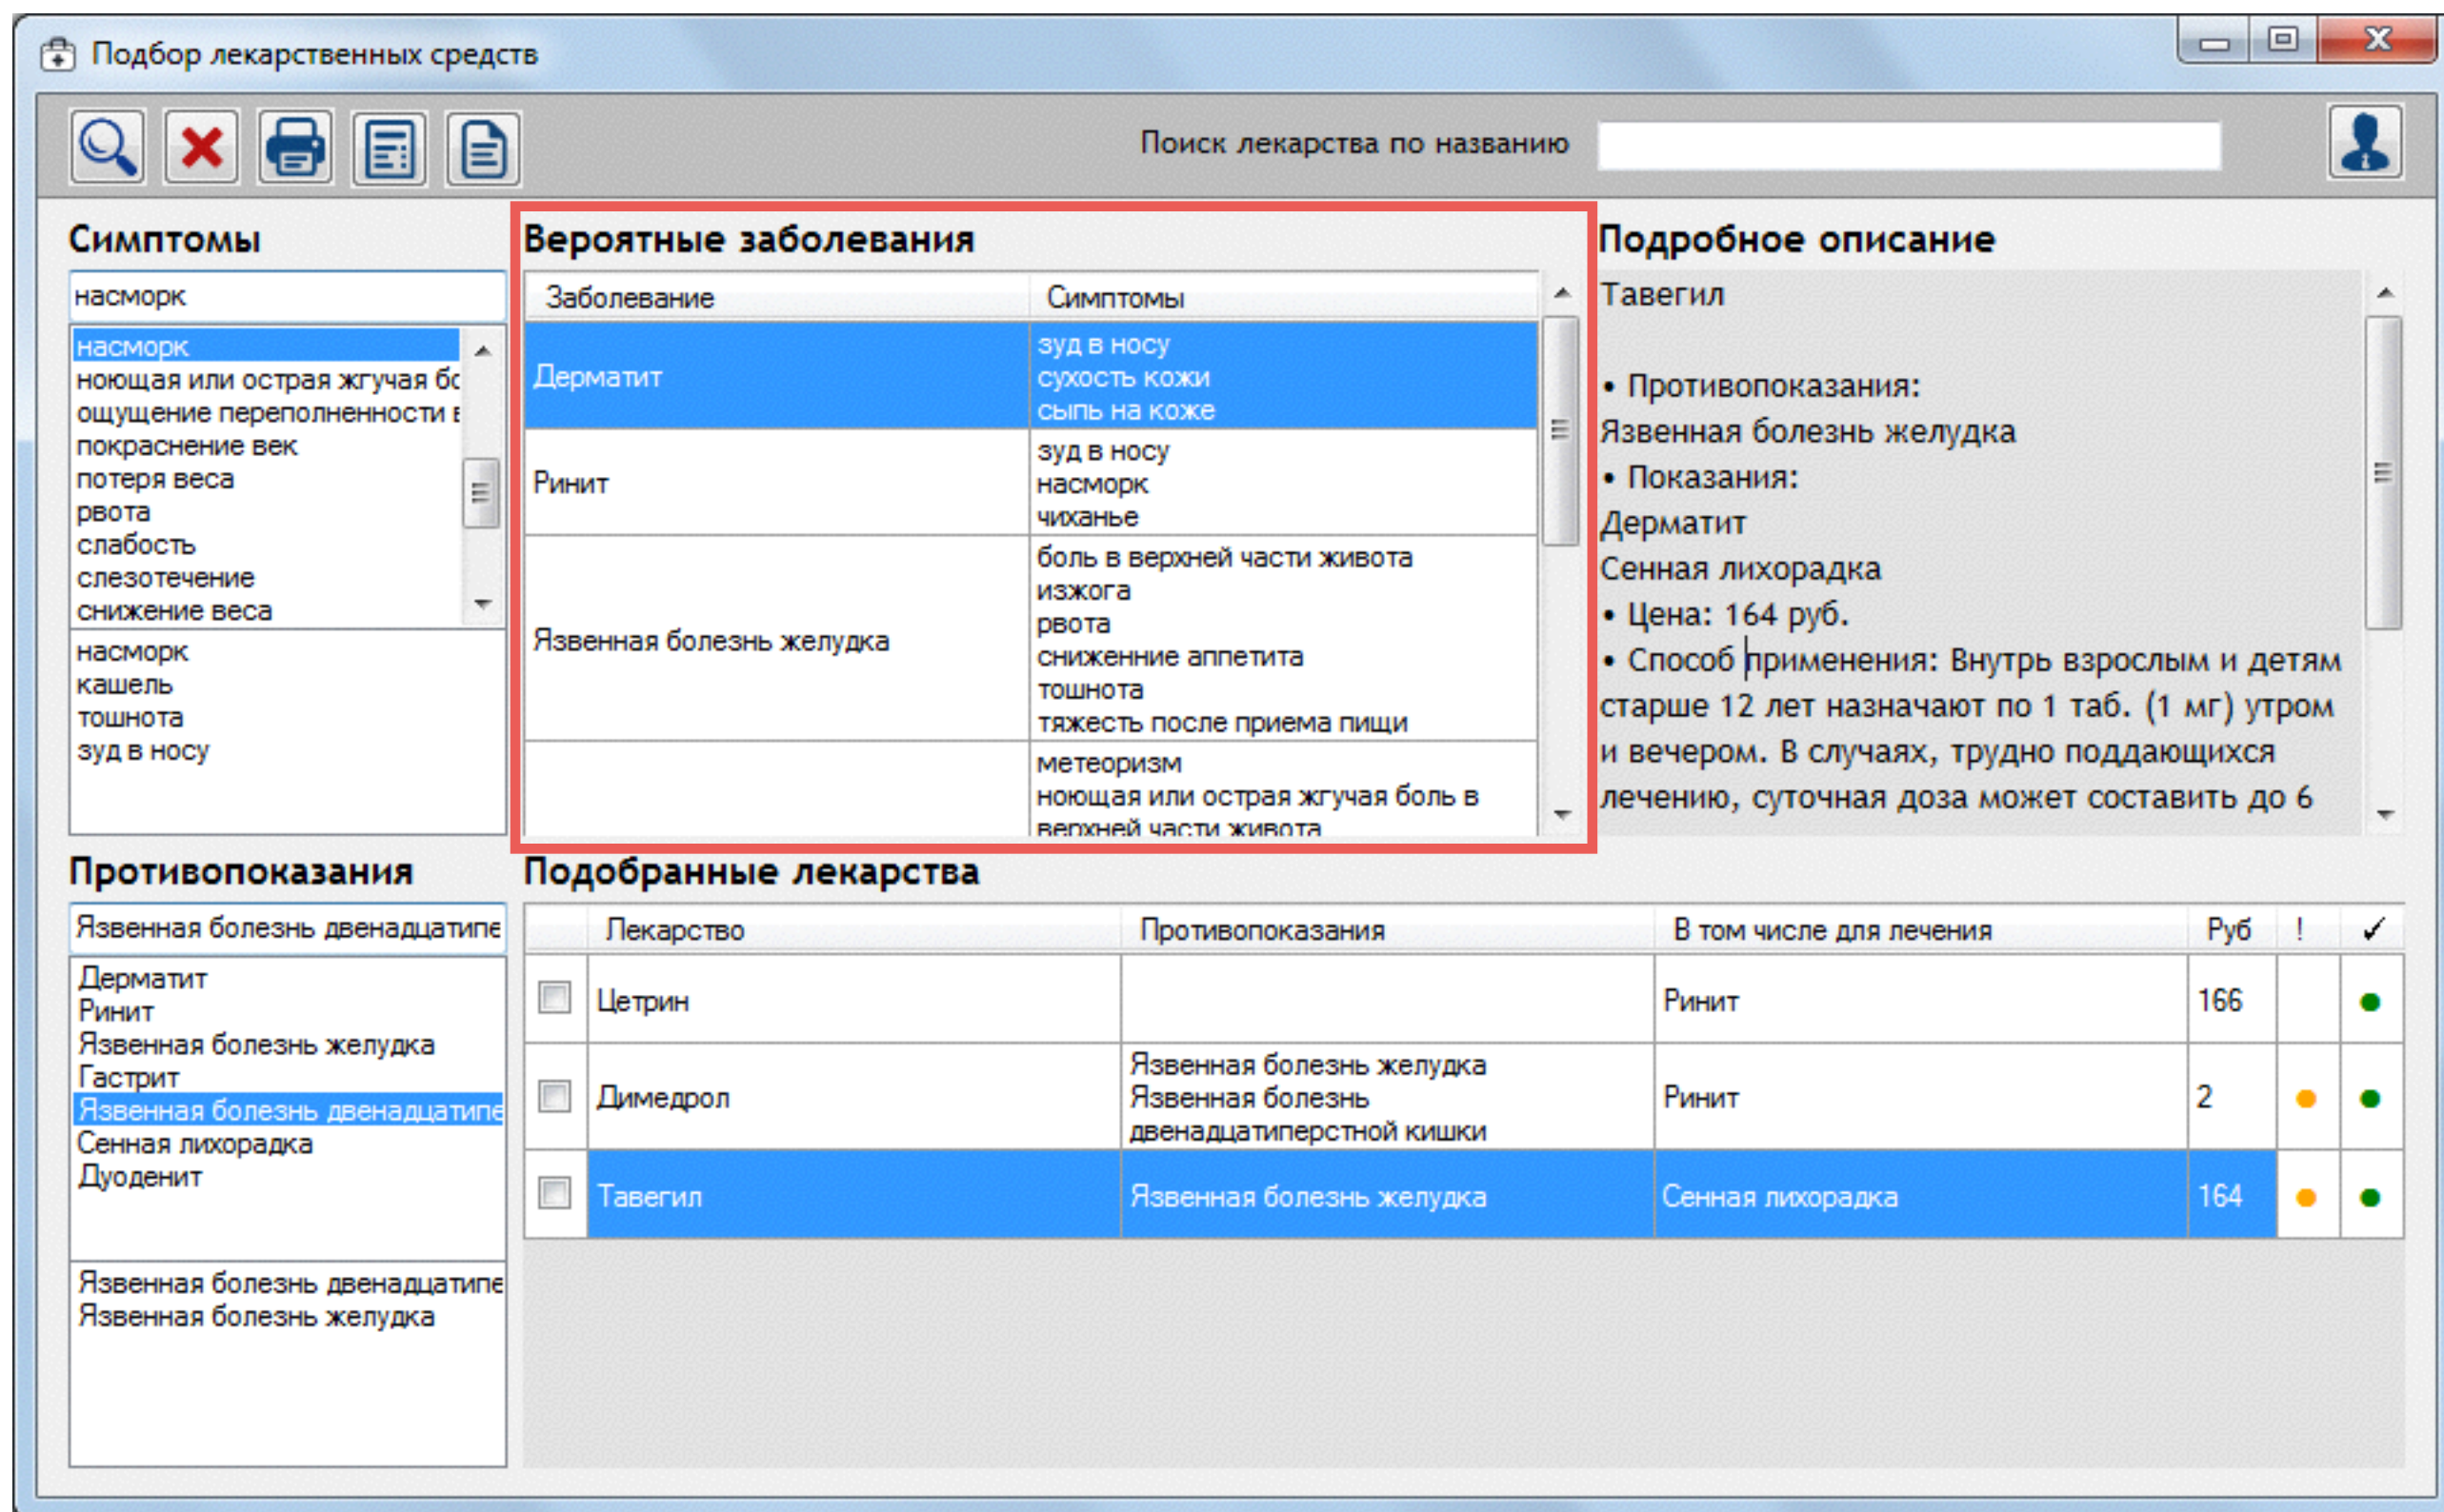 Подбор лекарственных средств
Поиск лекарства по названию
Симптомы
насморк
насморк
ноющая или острая жгучая бо
ощущение переполненности в
покраснение век
потеря веса
рвота
слабость
слезотечение
снижение веса
насморк
кашель
тошнота
зуд в носу
Вероятные заболевания
Заболевание Симптомы
Дерматит
зуд в носу
сухость кожи
сыпь на коже
Ринит
зуд в носу
насморк
чиханье
Язвенная болезнь желудка
боль в верхней части живота
изжога
рвота
снижennие аппетита
тошнота
тяжесть после приема пищи
метеоризм
ноющая или острая жгучая боль в
верхней части живота
Подробное описание
Тавегил
• Противопоказания:
Язвенная болезнь желудка
• Показания:
Дерматит
Сенная лихорадка
• Цена: 164 руб.
• Способ применения: Внутрь взрослым и детям
старше 12 лет назначают по 1 таб. (1 мг) утром
и вечером. В случаях, трудно поддающихся
лечению, суточная доза может составить до 6
Противопоказания
Язвенная болезнь двенадцатипе
Дерматит
Ринит
Язвенная болезнь желудка
Гастрит
Язвенная болезнь двенадцатипе
Сенная лихорадка
Дуоденит
Язвенная болезнь двенадцатипе
Язвенная болезнь желудка
Подобранные лекарства
Лекарство Противопоказания В том числе для лечения Руб ! ✓
Цетрин Ринит 166
Димедрол
Язвенная болезнь желудка
Язвенная болезнь
двенадцатиперстной кишки
Ринит 2
Тавегил Язвенная болезнь желудка Сенная лихорадка 164